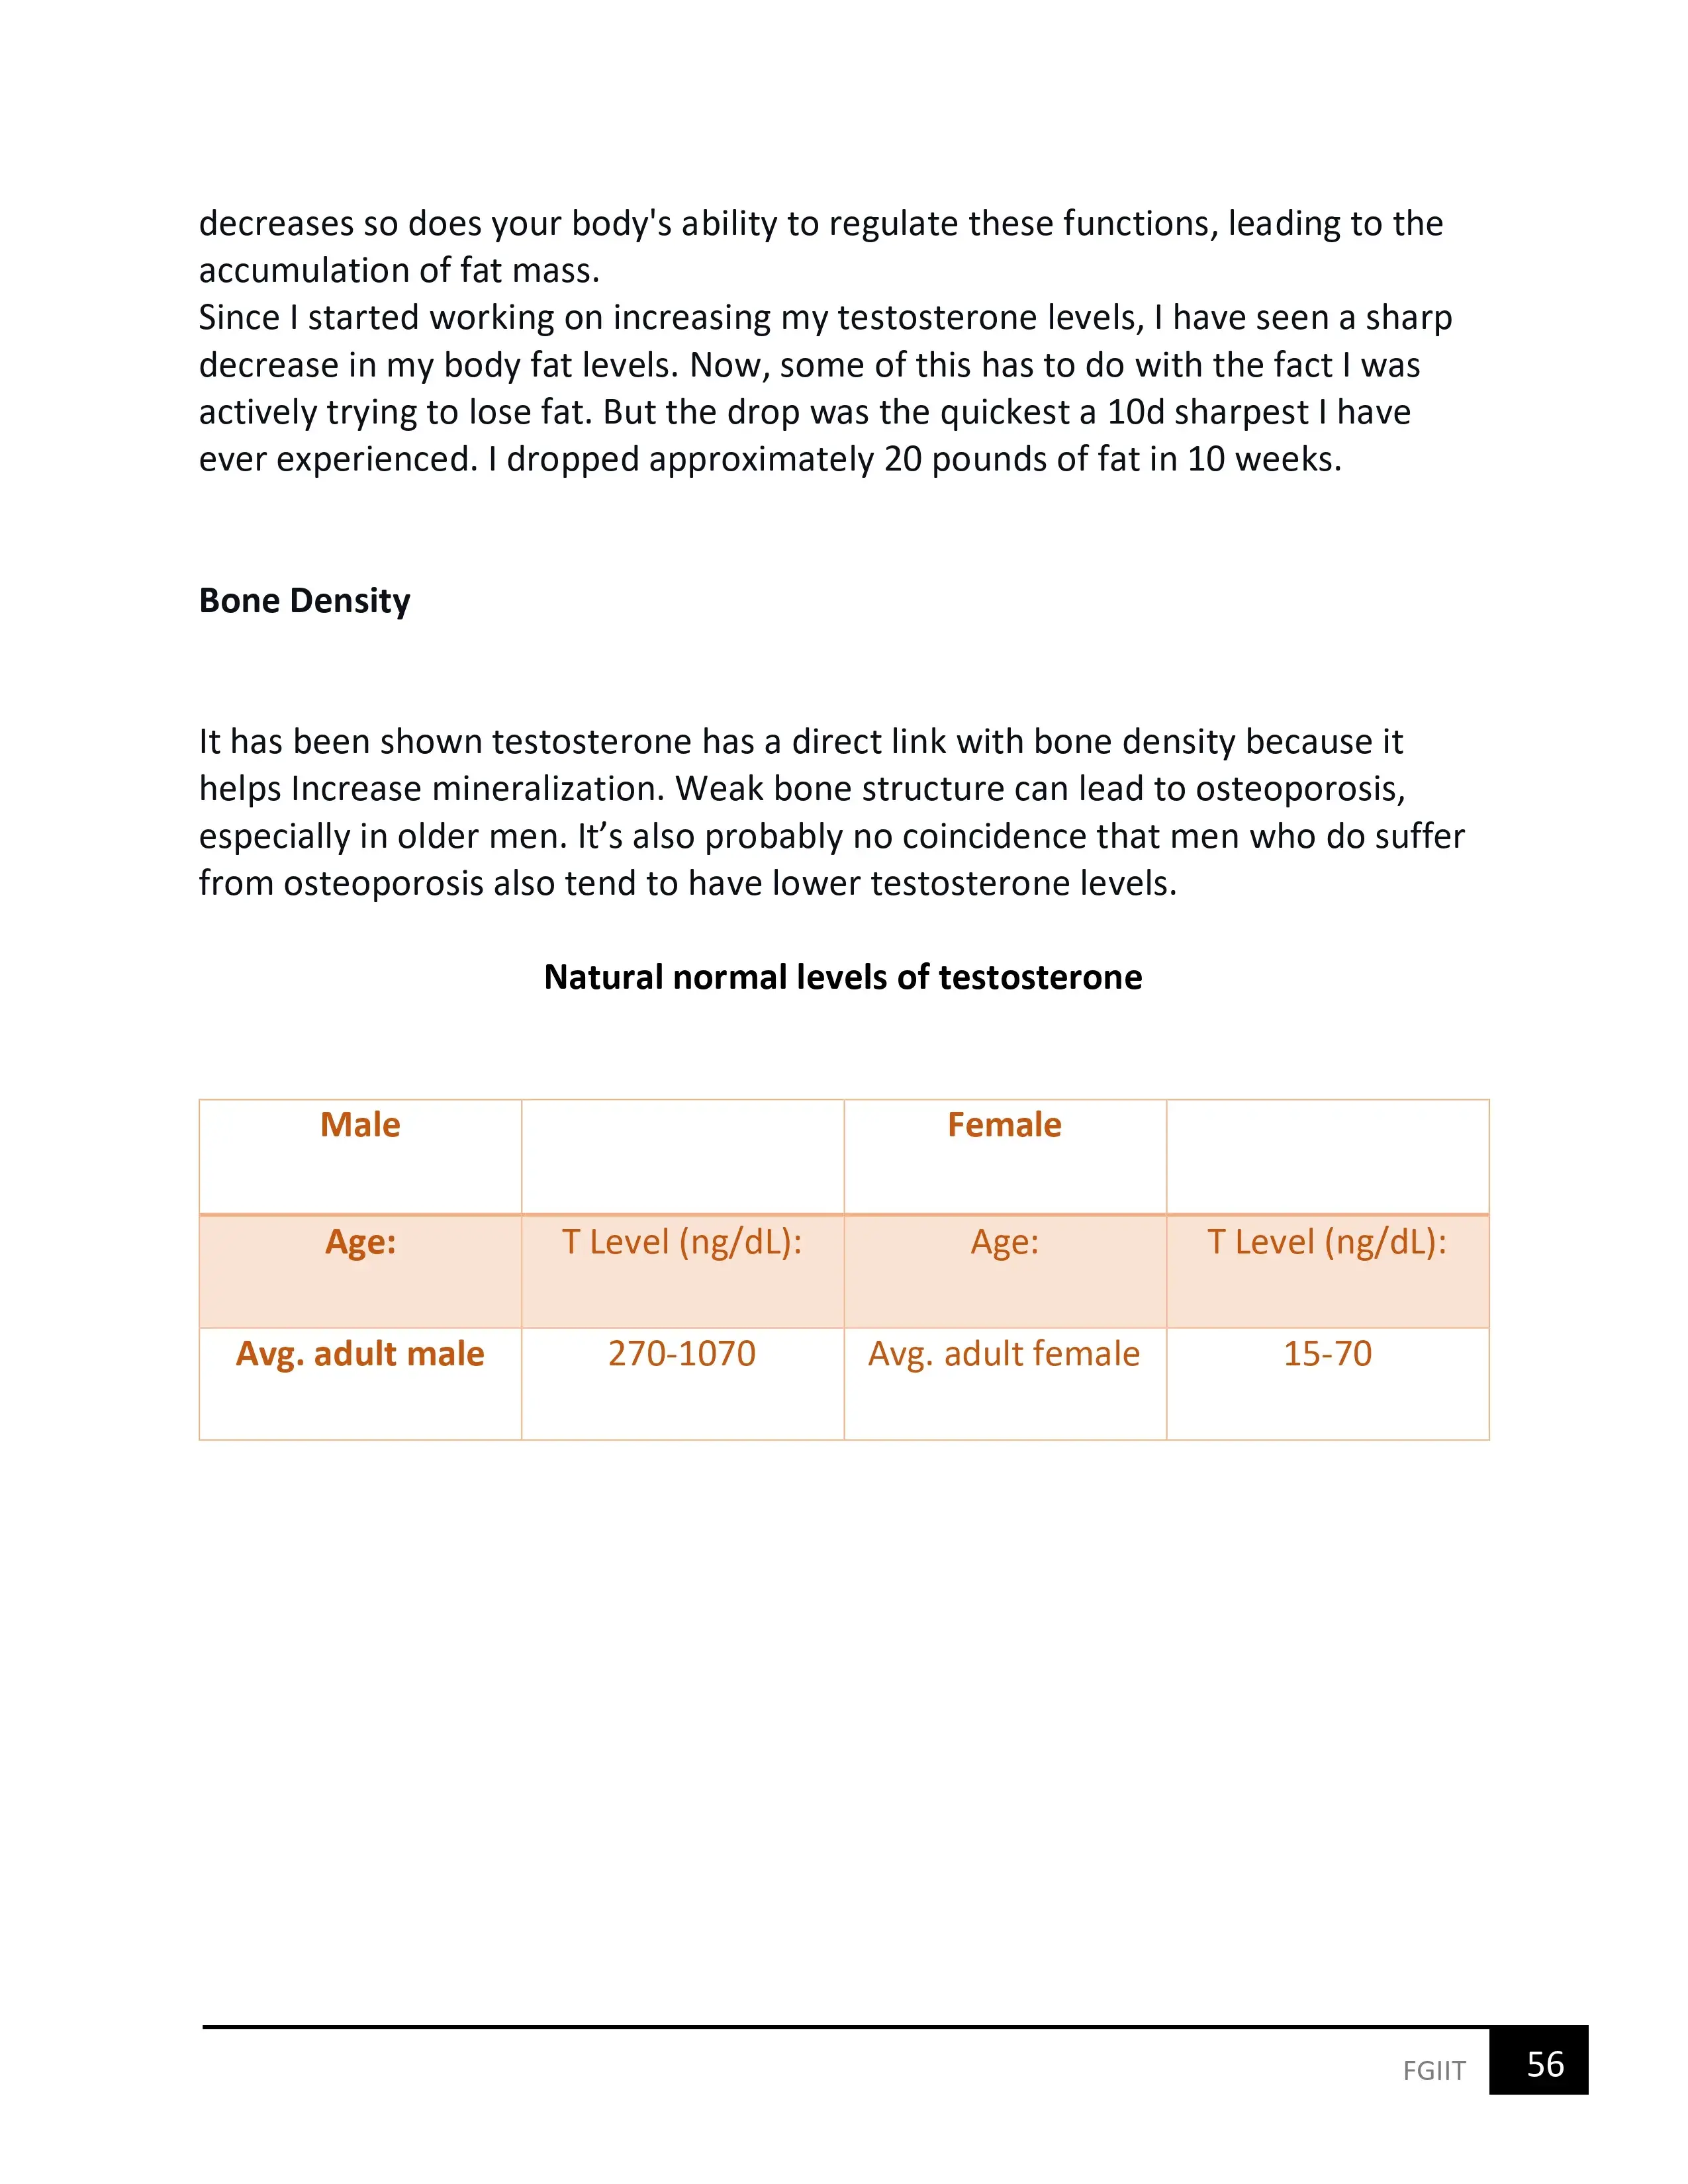 decreases so does your body's ability to regulate these functions, leading to the
accumulation of fat mass.
Since I started working on increasing my testosterone levels, I have seen a sharp
decrease in my body fat levels. Now, some of this has to do with the fact I was
actively trying to lose fat. But the drop was the quickest a 10d sharpest I have
ever experienced. I dropped approximately 20 pounds of fat in 10 weeks.
Bone Density
It has been shown testosterone has a direct link with bone density because it
helps Increase mineralization. Weak bone structure can lead to osteoporosis,
especially in older men. It’s also probably no coincidence that men who do suffer
from osteoporosis also tend to have lower testosterone levels.
Natural normal levels of testosterone
Male Female
Age: T Level (ng/dL): Age: T Level (ng/dL):
Avg. adult male 270-1070 Avg. adult female 15-70
FGIIT 56